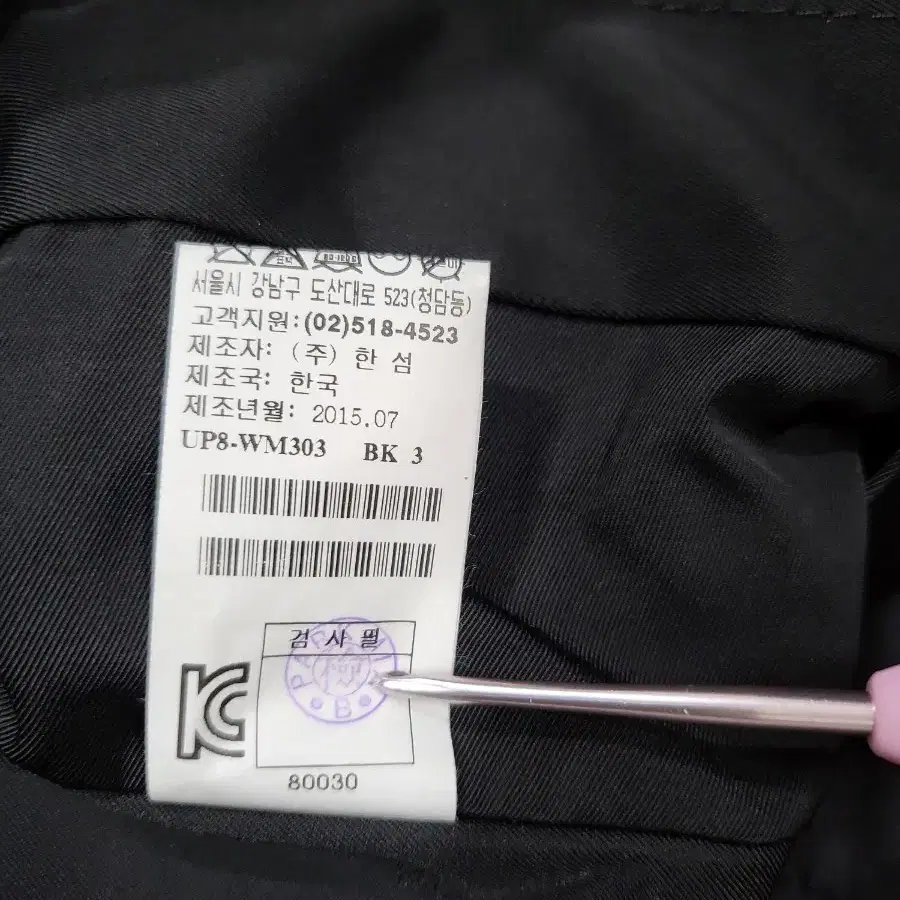 서울시 강남구 도산대로 523(청담동)
고객지원:(02)518-4523
제조자: (주) 한 섬
제조국: 한국
제조년월: 2015.07
UP8-WM303 BK 3
검 사 필
B
80030